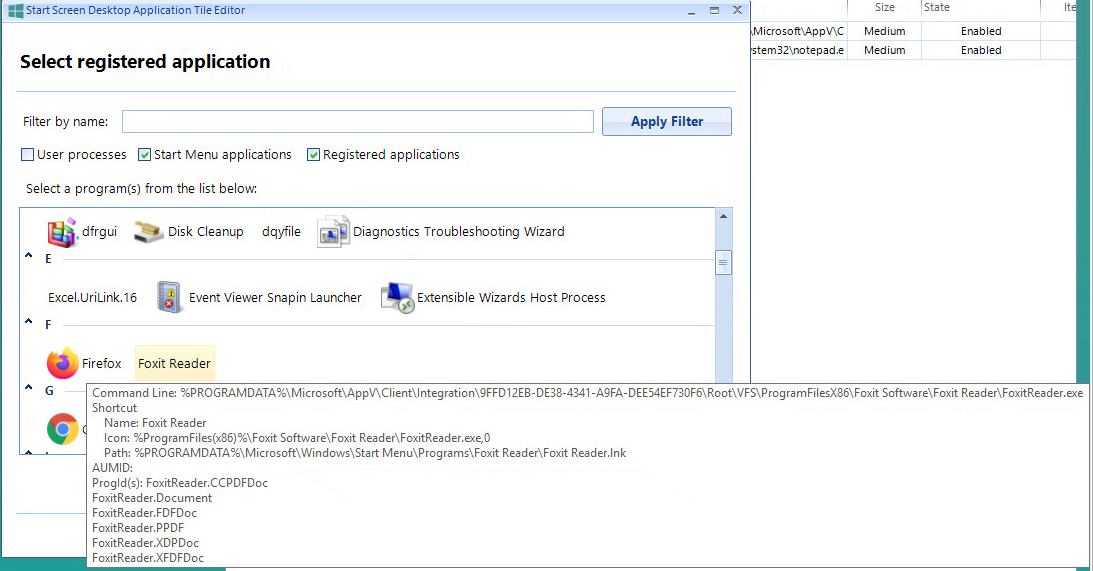 Start Screen Desktop Application Tile Editor
Size State Ite
\Microsoft\AppV\C Medium Enabled
stem32\notepad.e Medium Enabled
Select registered application
Filter by name: Apply Filter
User processes Start Menu applications Registered applications
Select a program(s) from the list below:
dfrgui Disk Cleanup dqyfile Diagnostics Troubleshooting Wizard
E
Excel.UriLink.16 Event Viewer Snapin Launcher Extensible Wizards Host Process
F
Firefox Foxit Reader
G
Command Line: %PROGRAMDATA%\Microsoft\AppV\Client\Integration\9FFD12EB-DE38-4341-A9FA-DEE54EF730F6\Root\VFS\ProgramFilesX86\Foxit Software\Foxit Reader\FoxitReader.exe
Shortcut
Name: Foxit Reader
Icon: %ProgramFiles(x86)%\Foxit Software\Foxit Reader\FoxitReader.exe,0
Path: %PROGRAMDATA%\Microsoft\Windows\Start Menu\Programs\Foxit Reader\Foxit Reader.lnk
AUMID:
ProgId(s): FoxitReader.CCPDFDoc
FoxitReader.Document
FoxitReader.FDFDoc
FoxitReader.PPDF
FoxitReader.XDPDoc
FoxitReader.XFDFDoc